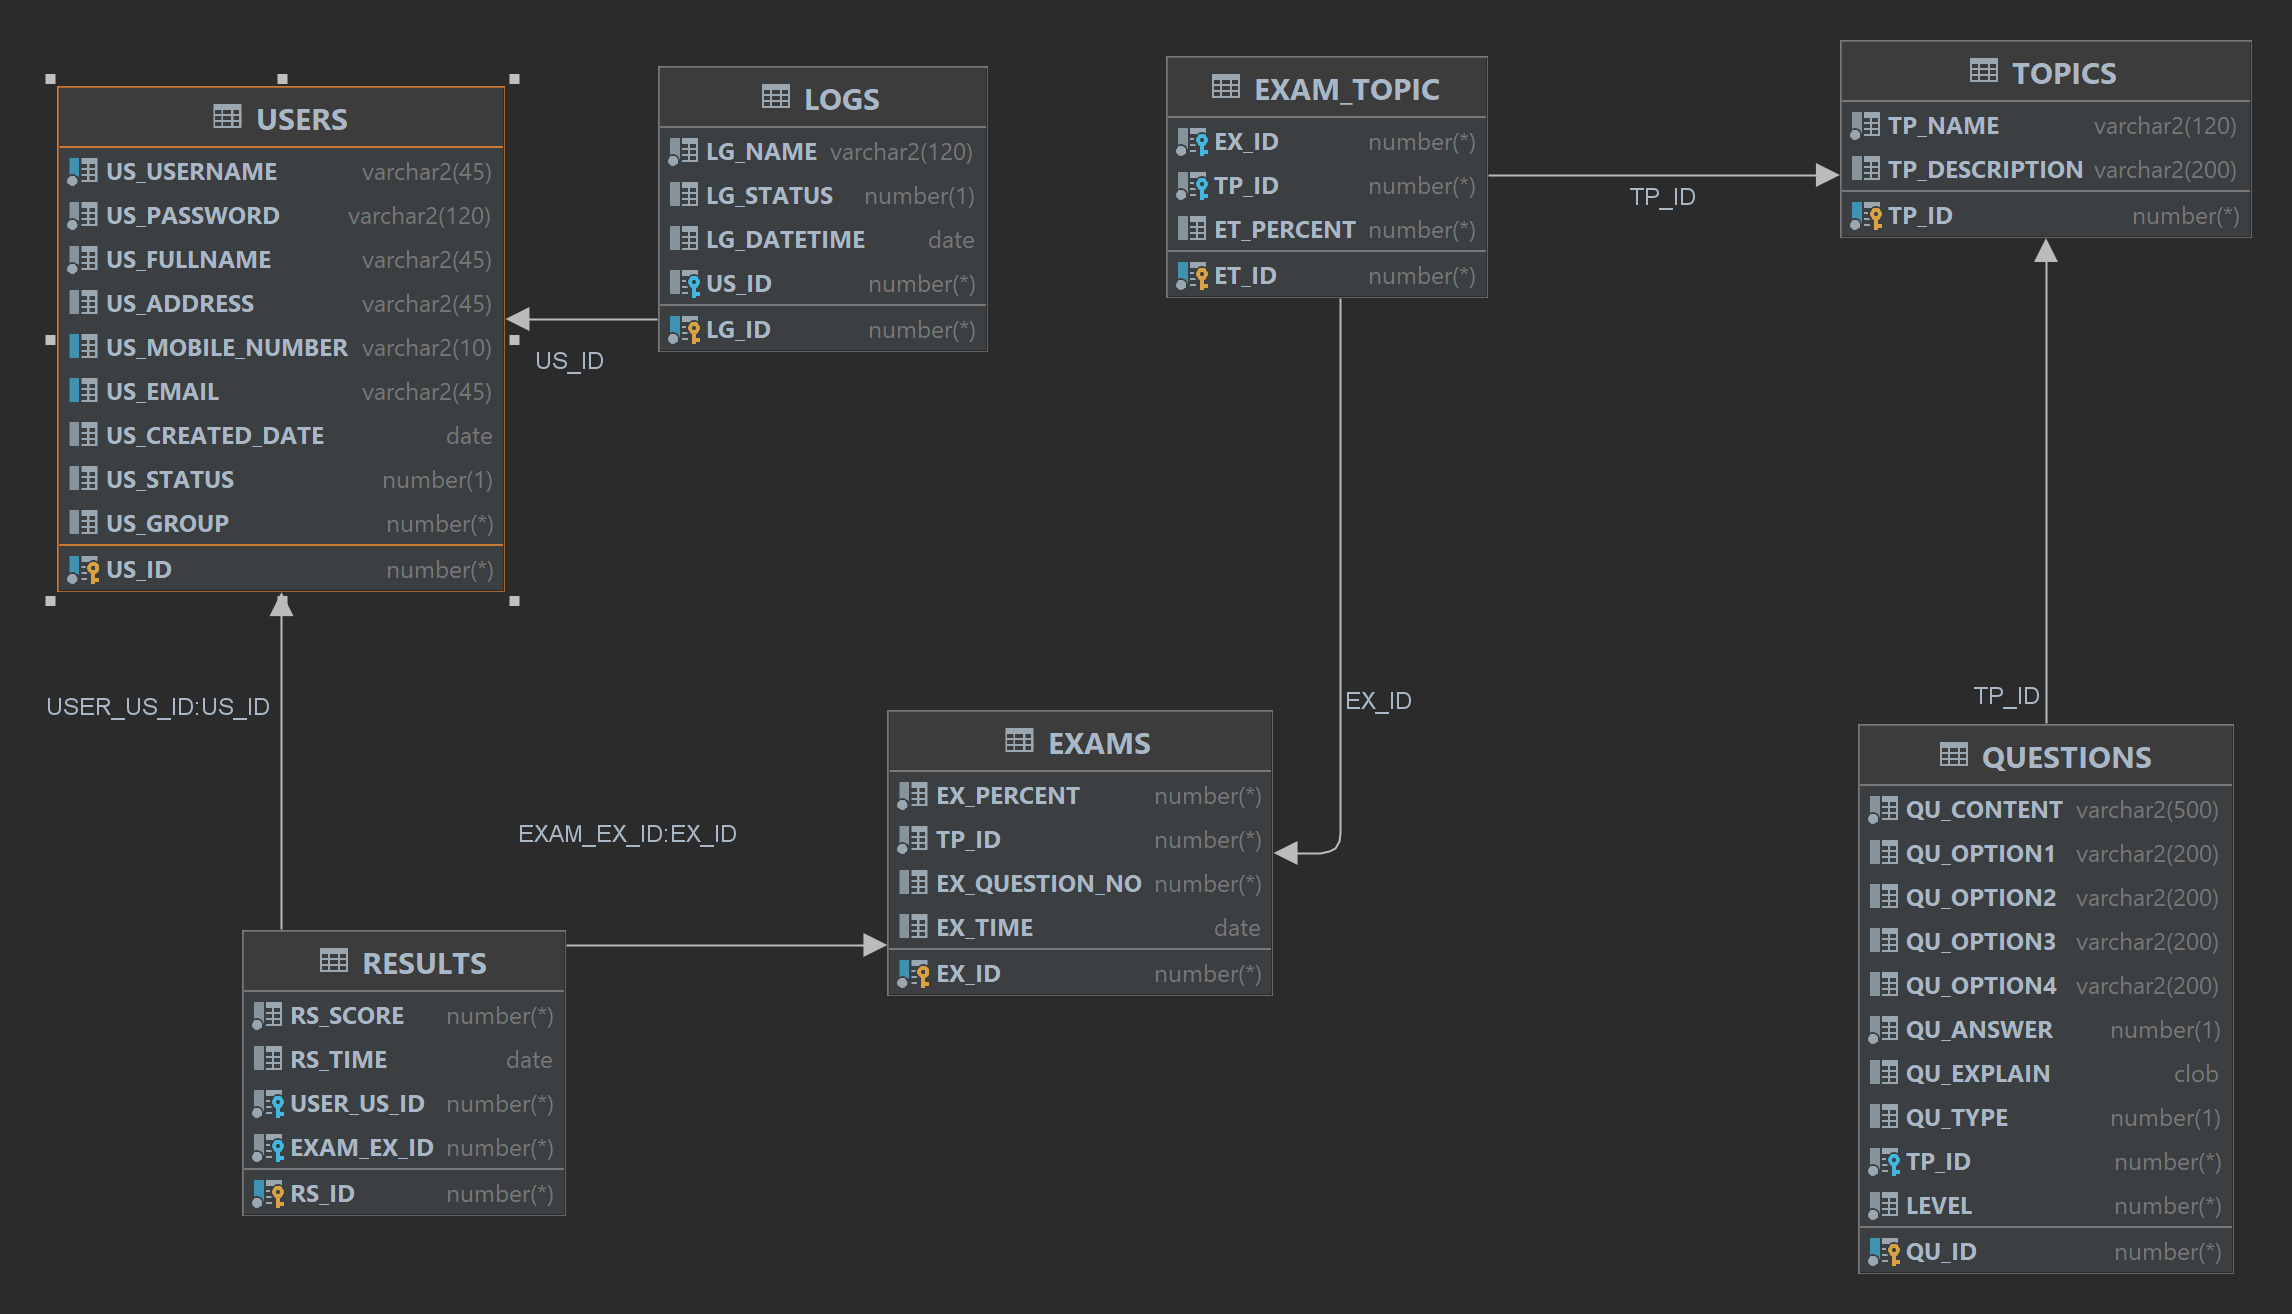 USERS
US_USERNAME varchar2(45)
US_PASSWORD varchar2(120)
US_FULLNAME varchar2(45)
US_ADDRESS varchar2(45)
US_MOBILE_NUMBER varchar2(10)
US_EMAIL varchar2(45)
US_CREATED_DATE date
US_STATUS number(1)
US_GROUP number(*)
US_ID number(*)
LOGS
LG_NAME varchar2(120)
LG_STATUS number(1)
LG_DATETIME date
US_ID number(*)
LG_ID number(*)
US_ID
EXAM_TOPIC
EX_ID number(*)
TP_ID number(*)
ET_PERCENT number(*)
ET_ID number(*)
TP_ID
TOPICS
TP_NAME varchar2(120)
TP_DESCRIPTION varchar2(200)
TP_ID number(*)
USER_US_ID:US_ID
EXAM_EX_ID:EX_ID
EX_ID
TP_ID
EXAMS
EX_PERCENT number(*)
TP_ID number(*)
EX_QUESTION_NO number(*)
EX_TIME date
EX_ID number(*)
RESULTS
RS_SCORE number(*)
RS_TIME date
USER_US_ID number(*)
EXAM_EX_ID number(*)
RS_ID number(*)
QUESTIONS
QU_CONTENT varchar2(500)
QU_OPTION1 varchar2(200)
QU_OPTION2 varchar2(200)
QU_OPTION3 varchar2(200)
QU_OPTION4 varchar2(200)
QU_ANSWER number(1)
QU_EXPLAIN clob
QU_TYPE number(1)
TP_ID number(*)
LEVEL number(*)
QU_ID number(*)